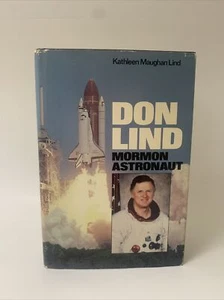 Kathleen Maughan Lind
DON
LIND
MORMON
ASTRONAUT